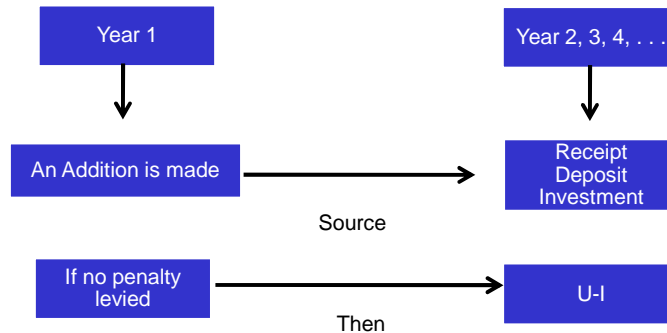 Year 1
Year 2, 3, 4, . . .
An Addition is made
Receipt
Deposit
Investment
Source
If no penalty
levied
U-I
Then